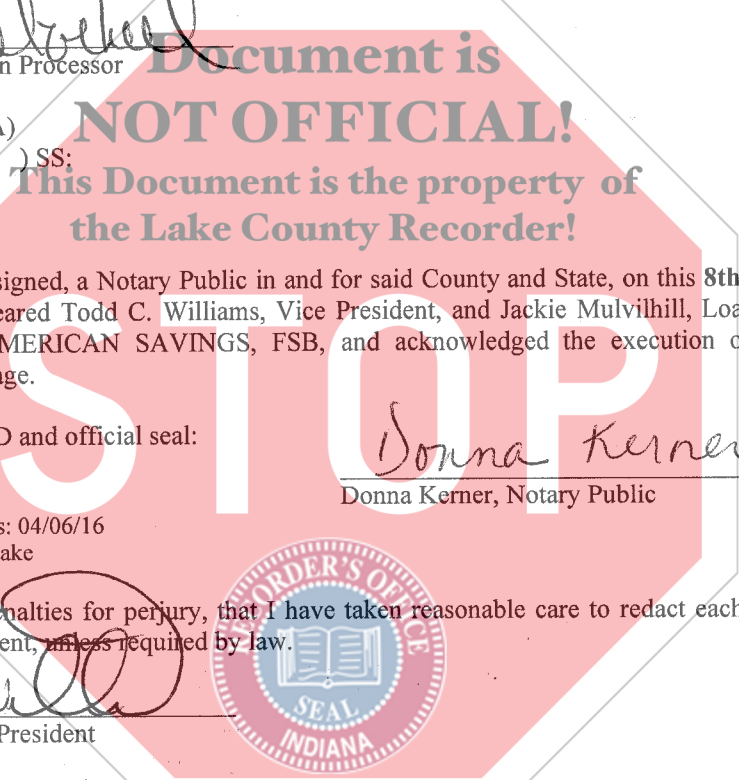 n Processor
Document is
NOT OFFICIAL!
)
) SS:
This Document is the property of
the Lake County Recorder!
signed, a Notary Public in and for said County and State, on this 8th
eared Todd C. Williams, Vice President, and Jackie Mulvilhill, Loa
MERICAN SAVINGS, FSB, and acknowledged the execution o
age.
STOP
D and official seal:
Donna Kerner
Donna Kerner, Notary Public
s: 04/06/16
ake
RECORDER'S OFFICE
enalties for perjury, that I have taken reasonable care to redact each
ent, unless required by law.
SEAL
INDIANA
President